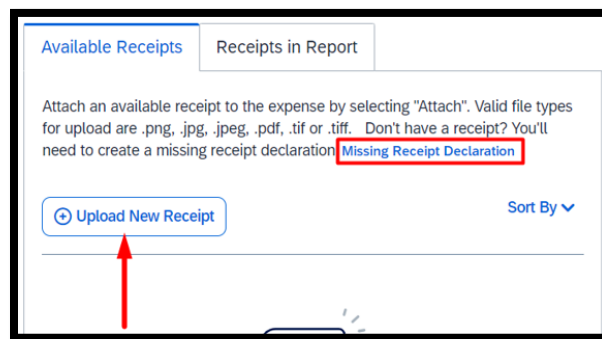 Available Receipts
Receipts in Report
Attach an available receipt to the expense by selecting "Attach". Valid file types
for upload are .png, .jpg, .jpeg, .pdf, .tif or .tiff. Don't have a receipt? You'll
need to create a missing receipt declaration Missing Receipt Declaration
Upload New Receipt
Sort By